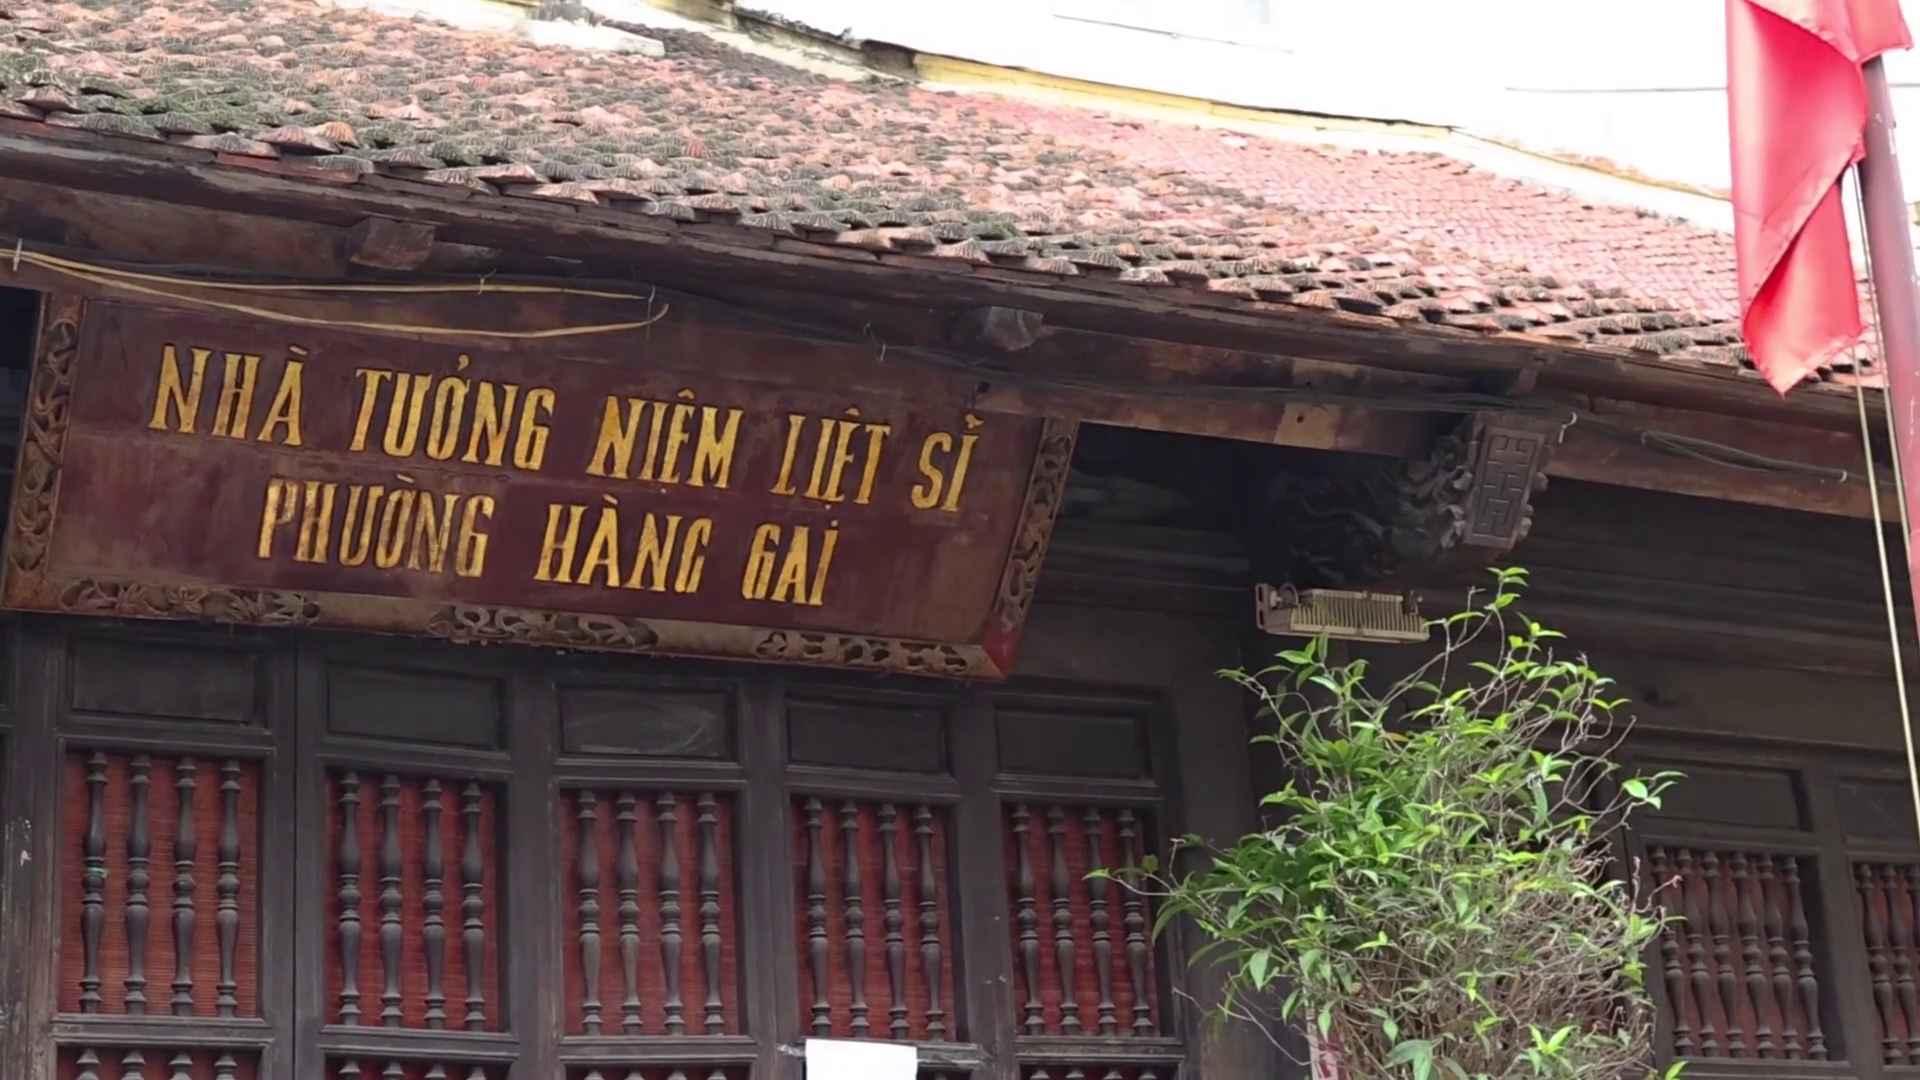 NHÀ TƯỞNG NIỆM LIỆT SĨ
PHƯỜNG HÀNG GAI